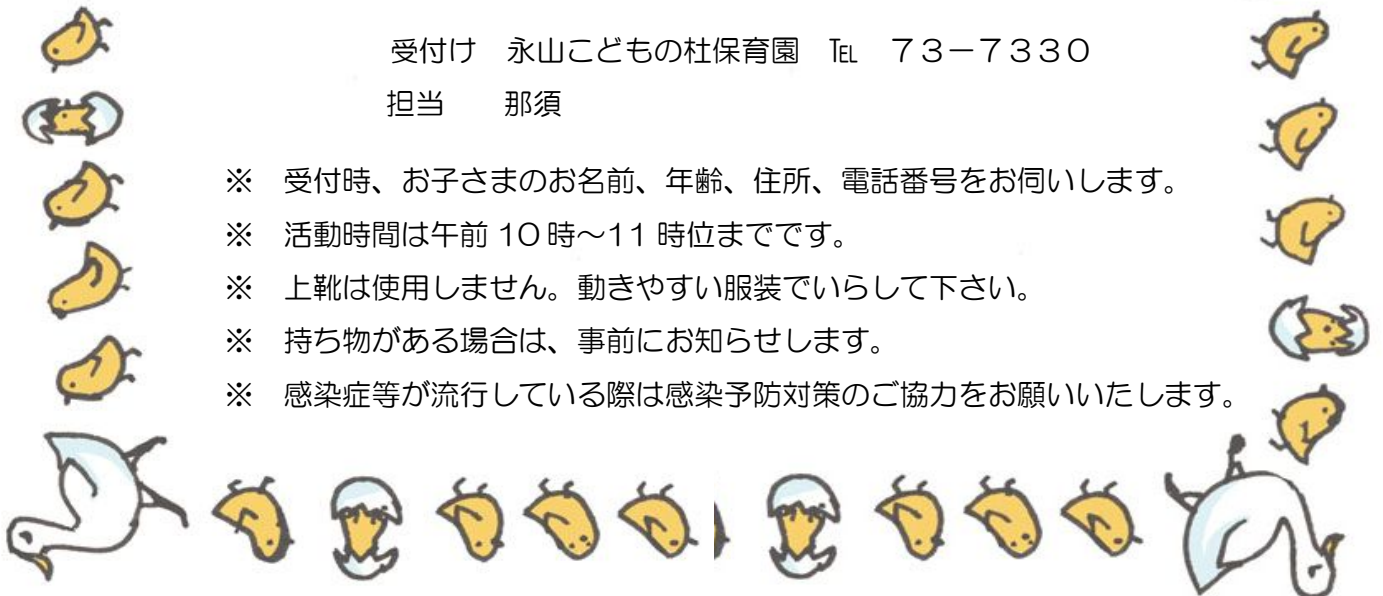 受付け　永山こどもの杜保育園　℡　７３－７３３０
担当　　那須
※　受付時、お子さまのお名前、年齢、住所、電話番号をお伺いします。
※　活動時間は午前 10 時～11 時位までです。
※　上靴は使用しません。動きやすい服装でいらして下さい。
※　持ち物がある場合は、事前にお知らせします。
※　感染症等が流行している際は感染予防対策のご協力をお願いいたします。